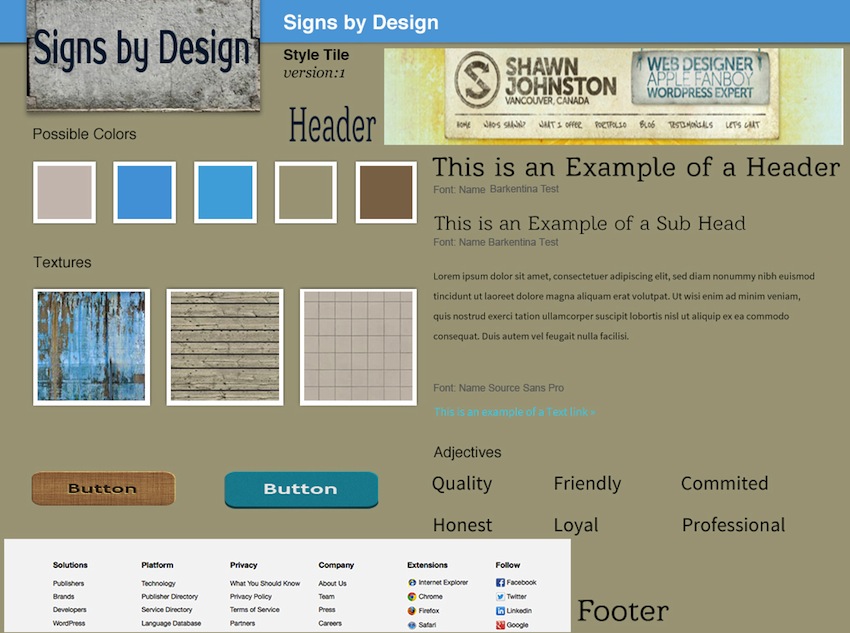 Signs by Design
Signs by Design
Style Tile
version:1
Header
SHAWN
JOHNSTON
VANCOUVER, CANADA
WEB DESIGNER
APPLE FANBOY
WORDPRESS EXPERT
HOME WHO'S SHAWN? WHAT I OFFER PORTFOLIO BLOG TESTIMONIALS LET'S CHAT
Possible Colors
This is an Example of a Header
Font: Name Barkentina Test
This is an Example of a Sub Head
Font: Name Barkentina Test
Textures
Lorem ipsum dolor sit amet, consectetuer adipiscing elit, sed diam nonummy nibh euismod
tincidunt ut laoreet dolore magna aliquam erat volutpat. Ut wisi enim ad minim veniam,
quis nostrud exerci tation ullamcorper suscipit lobortis nisl ut aliquip ex ea commodo
consequat. Duis autem vel feugait nulla facilisi.
Font: Name Source Sans Pro
This is an example of a Text link »
Adjectives
Quality Friendly Commited
Honest Loyal Professional
Button Button
Solutions Platform Privacy Company Extensions Follow
Publishers Technology What You Should Know About Us Internet Explorer Facebook
Brands Publisher Directory Privacy Policy Team Chrome Twitter
Developers Service Directory Terms of Service Press Firefox Linkedin
WordPress Language Database Partners Careers Safari Google
Footer